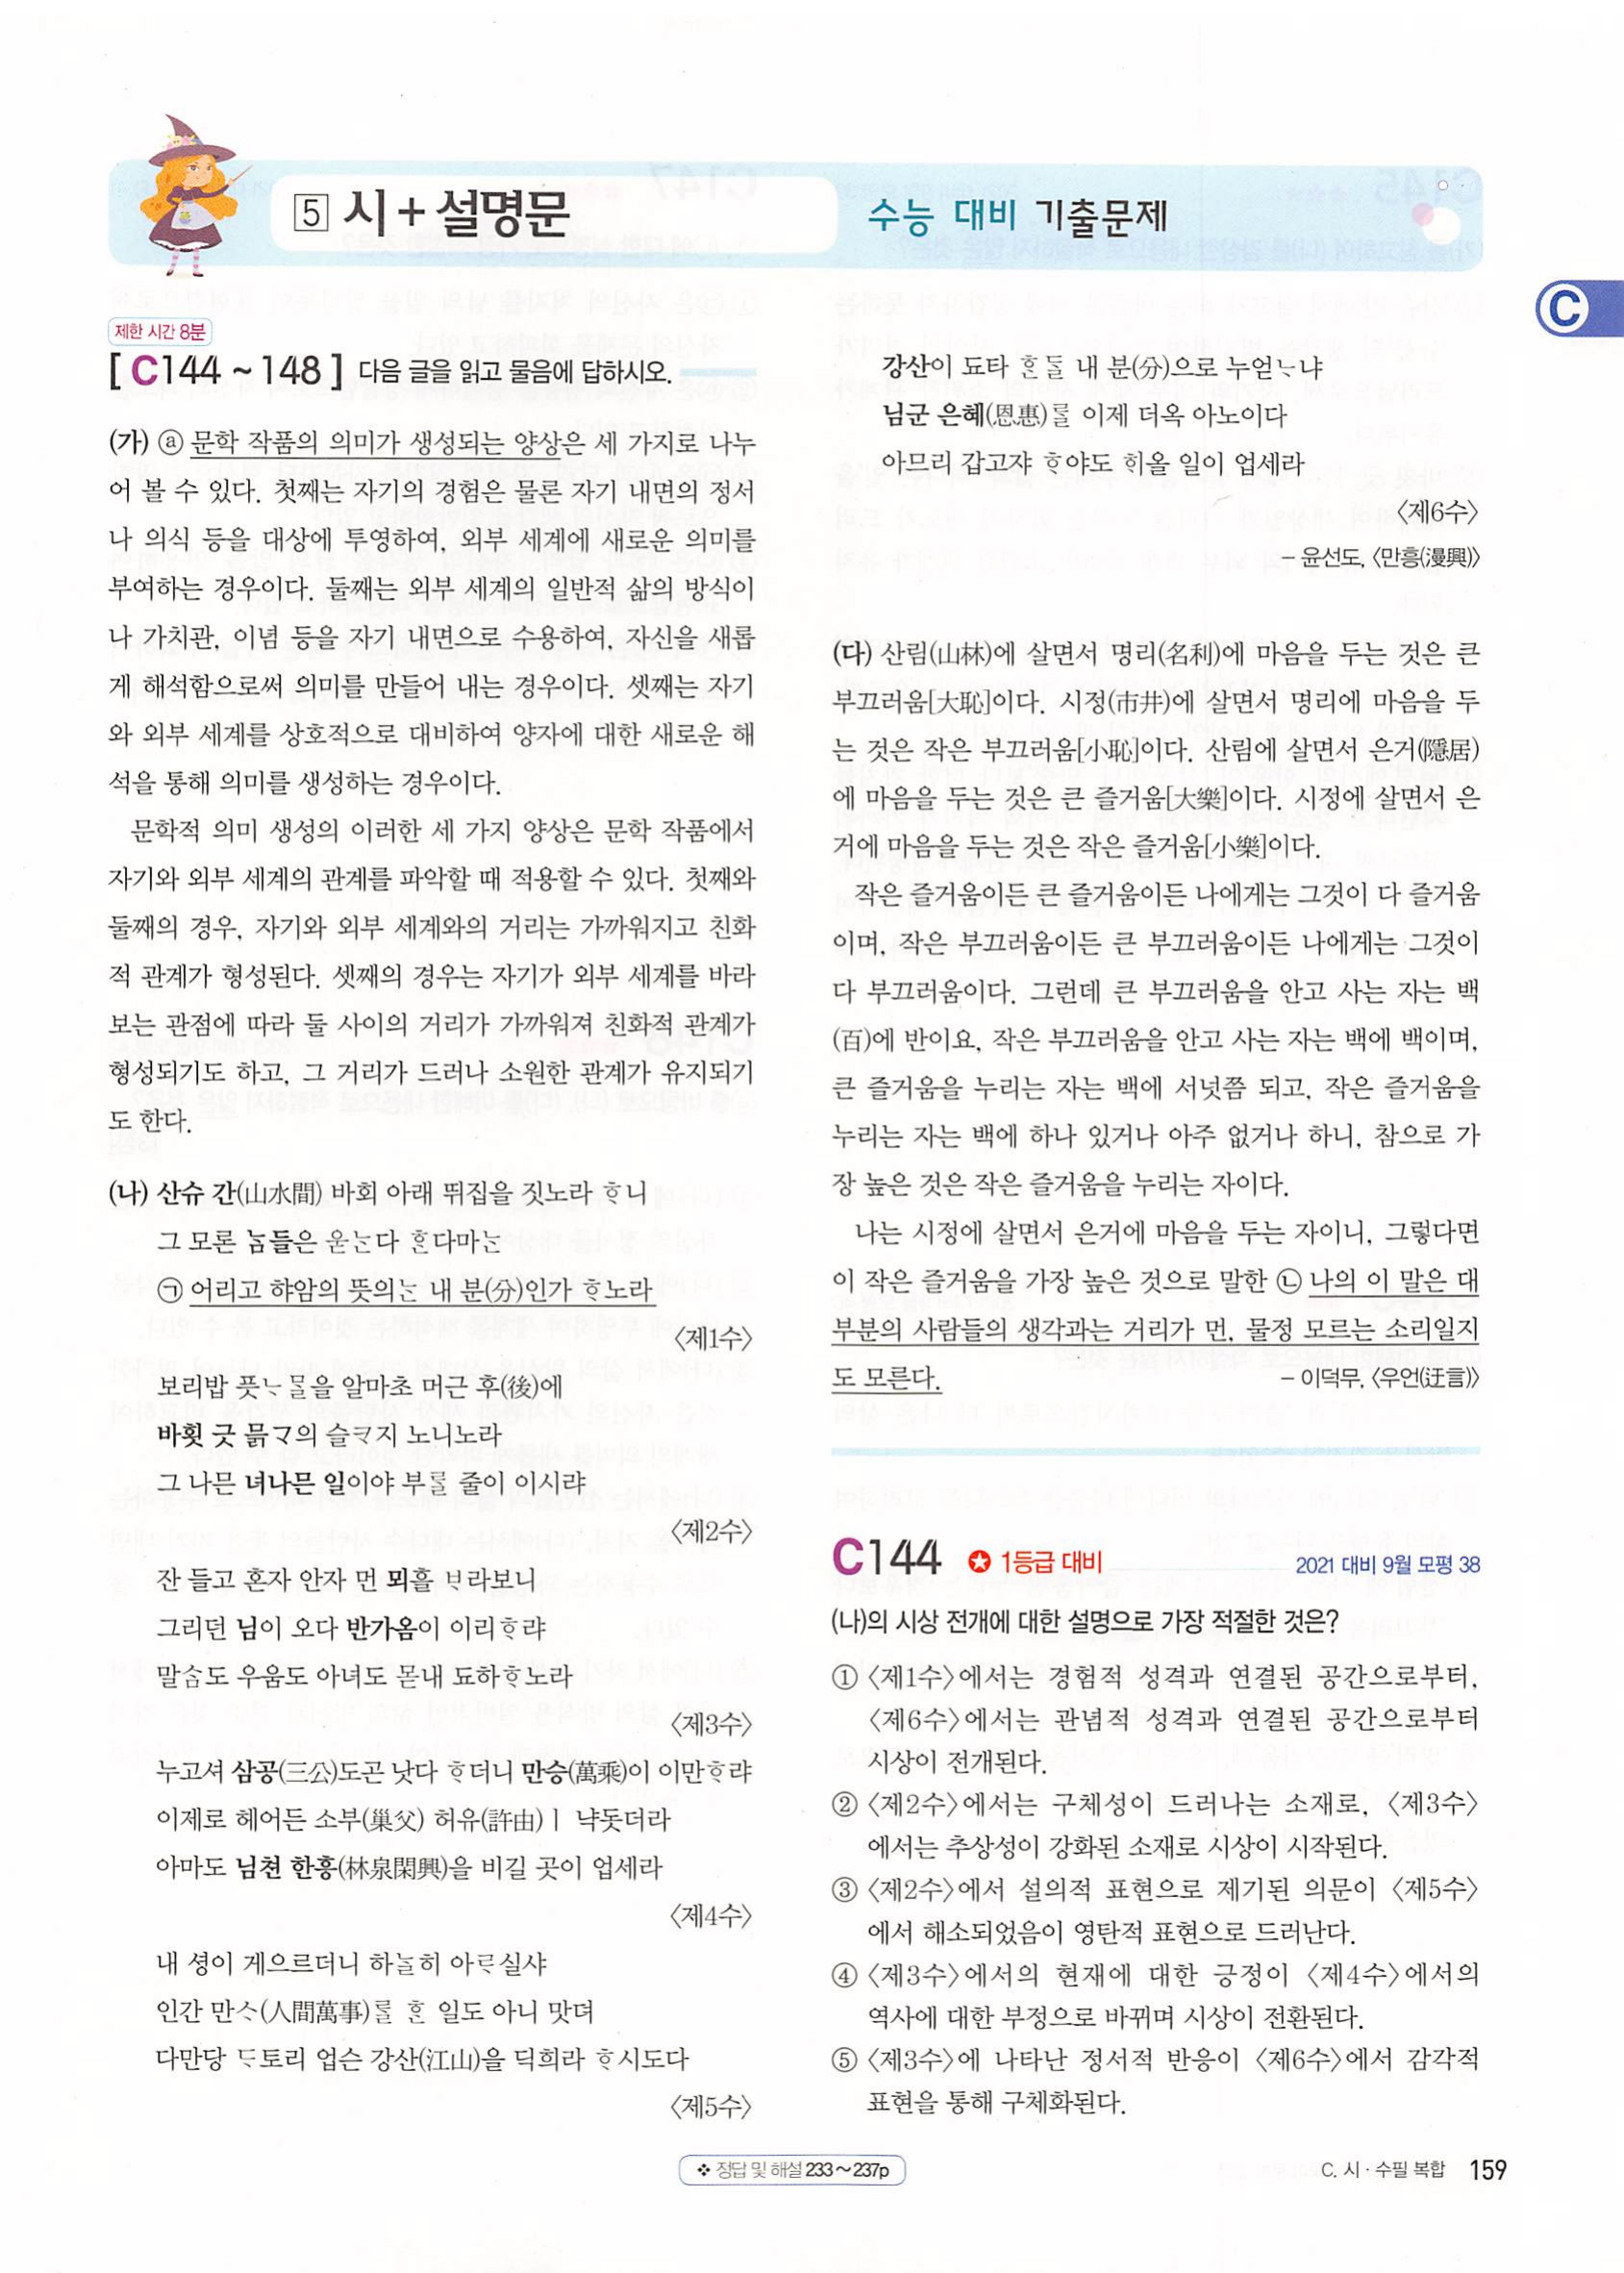 5 시+설명문
수능 대비 기출문제
C
제한 시간 8분
[ C144 ~ 148 ] 다음 글을 읽고 물음에 답하시오.
(가) ⓐ 문학 작품의 의미가 생성되는 양상은 세 가지로 나누
어 볼 수 있다. 첫째는 자기의 경험은 물론 자기 내면의 정서
나 의식 등을 대상에 투영하여, 외부 세계에 새로운 의미를
부여하는 경우이다. 둘째는 외부 세계의 일반적 삶의 방식이
나 가치관, 이념 등을 자기 내면으로 수용하여, 자신을 새롭
게 해석함으로써 의미를 만들어 내는 경우이다. 셋째는 자기
와 외부 세계를 상호적으로 대비하여 양자에 대한 새로운 해
석을 통해 의미를 생성하는 경우이다.
문학적 의미 생성의 이러한 세 가지 양상은 문학 작품에서
자기와 외부 세계의 관계를 파악할 때 적용할 수 있다. 첫째와
둘째의 경우, 자기와 외부 세계와의 거리는 가까워지고 친화
적 관계가 형성된다. 셋째의 경우는 자기가 외부 세계를 바라
보는 관점에 따라 둘 사이의 거리가 가까워져 친화적 관계가
형성되기도 하고, 그 거리가 드러나 소원한 관계가 유지되기
도 한다.
(나) 산슈 간(山水間) 바회 아래 뛰집을 짓노라 ᄒᆞ니
그 모론 ᄂᆞᆷ들은 욷ᄂᆞᆫ다 ᄒᆞᆫ다마ᄂᆞᆫ
㉠ 어리고 햐암의 뜻의ᄂᆞᆫ 내 분(分)인가 ᄒᆞ노라
〈제1수〉
보리밥 픗ᄂᆞᄆᆞᆯ을 알마초 머근 후(後)에
바횟 긋 믉ᄀᆞ의 슬ᄏᆞ지 노니노라
그 나믄 녀나믄 일이야 부ᄅᆞᆯ 줄이 이시랴
〈제2수〉
잔 들고 혼자 안자 먼 뫼흘 ᄇᆞ라보니
그리던 님이 오다 반가옴이 이리ᄒᆞ랴
말ᄉᆞᆷ도 우움도 아녀도 몯내 됴하ᄒᆞ노라
〈제3수〉
누고셔 삼공(三公)도곤 낫다 ᄒᆞ더니 만승(萬乘)이 이만ᄒᆞ랴
이제로 헤어든 소부(巢父) 허유(許由)ㅣ 냑돗더라
아마도 님쳔 한흥(林泉閑興)을 비길 곳이 업세라
〈제4수〉
내 셩이 게으르더니 하ᄂᆞᆯ히 아ᄅᆞ실샤
인간 만ᄉᆞ(人間萬事)ᄅᆞᆯ ᄒᆞᆫ 일도 아니 맛뎌
다만당 ᄃᆞ토리 업슨 강산(江山)을 딕희라 ᄒᆞ시도다
〈제5수〉
강산이 됴타 ᄒᆞᆫᄃᆞᆯ 내 분(分)으로 누얻ᄂᆞ냐
님군 은혜(恩惠)ᄅᆞᆯ 이제 더옥 아노이다
아므리 갑고쟈 ᄒᆞ야도 ᄒᆡ올 일이 업세라
〈제6수〉
– 윤선도, 〈만흥(漫興)〉
(다) 산림(山林)에 살면서 명리(名利)에 마음을 두는 것은 큰
부끄러움[大恥]이다. 시정(市井)에 살면서 명리에 마음을 두
는 것은 작은 부끄러움[小恥]이다. 산림에 살면서 은거(隱居)
에 마음을 두는 것은 큰 즐거움[大樂]이다. 시정에 살면서 은
거에 마음을 두는 것은 작은 즐거움[小樂]이다.
작은 즐거움이든 큰 즐거움이든 나에게는 그것이 다 즐거움
이며, 작은 부끄러움이든 큰 부끄러움이든 나에게는 그것이
다 부끄러움이다. 그런데 큰 부끄러움을 안고 사는 자는 백
(百)에 반이요, 작은 부끄러움을 안고 사는 자는 백에 백이며,
큰 즐거움을 누리는 자는 백에 서넛쯤 되고, 작은 즐거움을
누리는 자는 백에 하나 있거나 아주 없거나 하니, 참으로 가
장 높은 것은 작은 즐거움을 누리는 자이다.
나는 시정에 살면서 은거에 마음을 두는 자이니, 그렇다면
이 작은 즐거움을 가장 높은 것으로 말한 ㉡ 나의 이 말은 대
부분의 사람들의 생각과는 거리가 먼, 물정 모르는 소리일지
도 모른다.
– 이덕무, 〈우언(迂言)〉
C144 ✪ 1등급 대비 2021 대비 9월 모평 38
(나)의 시상 전개에 대한 설명으로 가장 적절한 것은?
① 〈제1수〉에서는 경험적 성격과 연결된 공간으로부터,
〈제6수〉에서는 관념적 성격과 연결된 공간으로부터
시상이 전개된다.
② 〈제2수〉에서는 구체성이 드러나는 소재로, 〈제3수〉
에서는 추상성이 강화된 소재로 시상이 시작된다.
③ 〈제2수〉에서 설의적 표현으로 제기된 의문이 〈제5수〉
에서 해소되었음이 영탄적 표현으로 드러난다.
④ 〈제3수〉에서의 현재에 대한 긍정이 〈제4수〉에서의
역사에 대한 부정으로 바뀌며 시상이 전환된다.
⑤ 〈제3수〉에 나타난 정서적 반응이 〈제6수〉에서 감각적
표현을 통해 구체화된다.
❖ 정답 및 해설 233~237p
C. 시·수필 복합 159